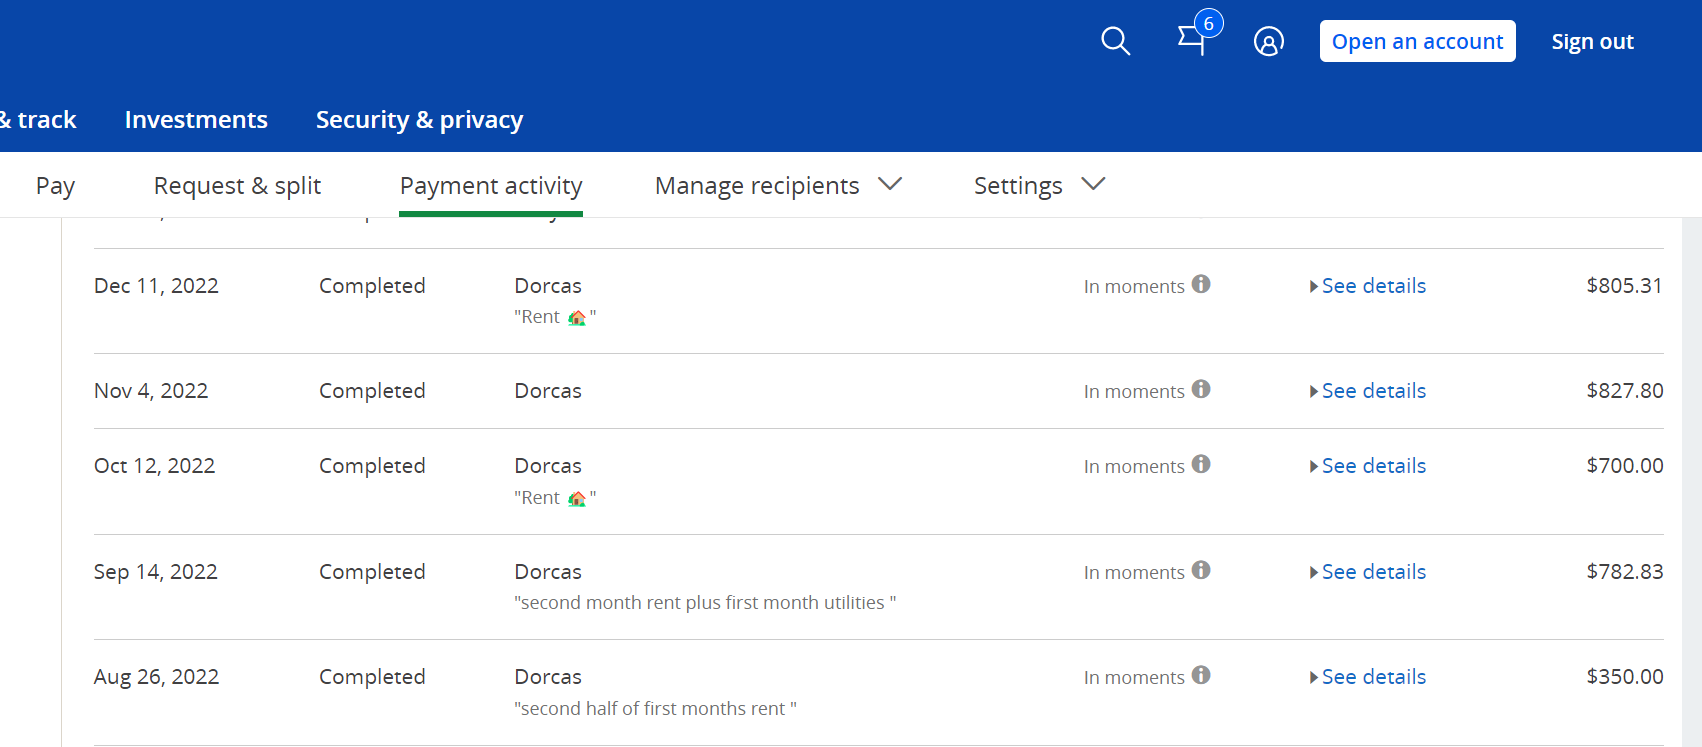 6
Open an account
Sign out
& track
Investments
Security & privacy
Pay
Request & split
Payment activity
Manage recipients
Settings
Dec 11, 2022 Completed Dorcas In moments See details $805.31
"Rent 🏡"
Nov 4, 2022 Completed Dorcas In moments See details $827.80
Oct 12, 2022 Completed Dorcas In moments See details $700.00
"Rent 🏡"
Sep 14, 2022 Completed Dorcas In moments See details $782.83
"second month rent plus first month utilities "
Aug 26, 2022 Completed Dorcas In moments See details $350.00
"second half of first months rent "